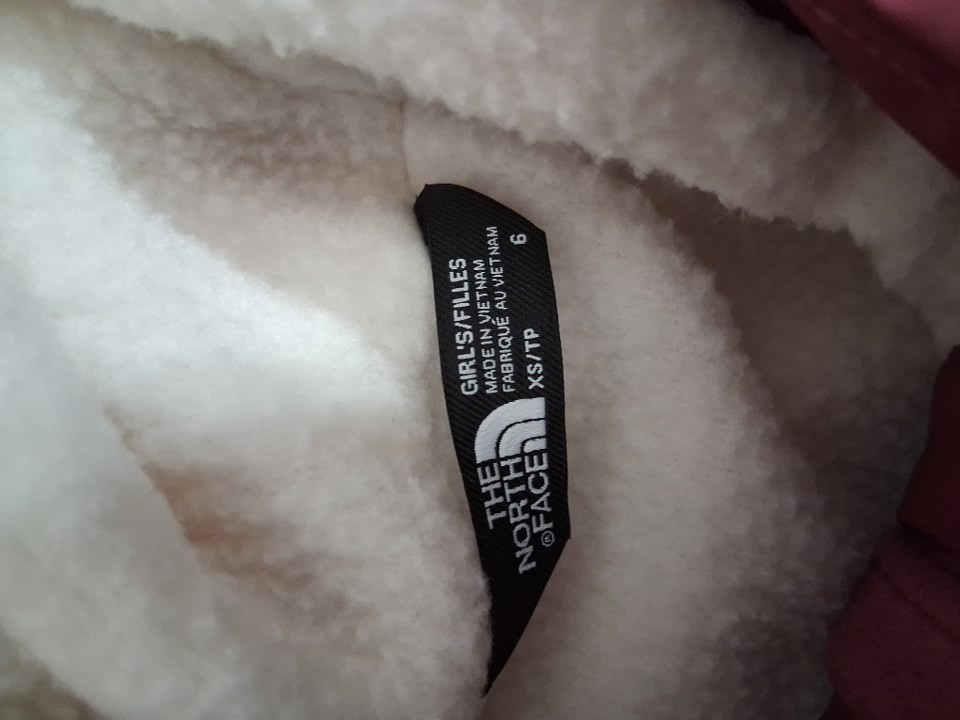 THE
NORTH
®FACE
GIRL'S/FILLES
MADE IN VIETNAM
FABRIQUÉ AU VIETNAM
XS/TP 6